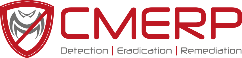 CMERP
Detection | Eradication | Remediation